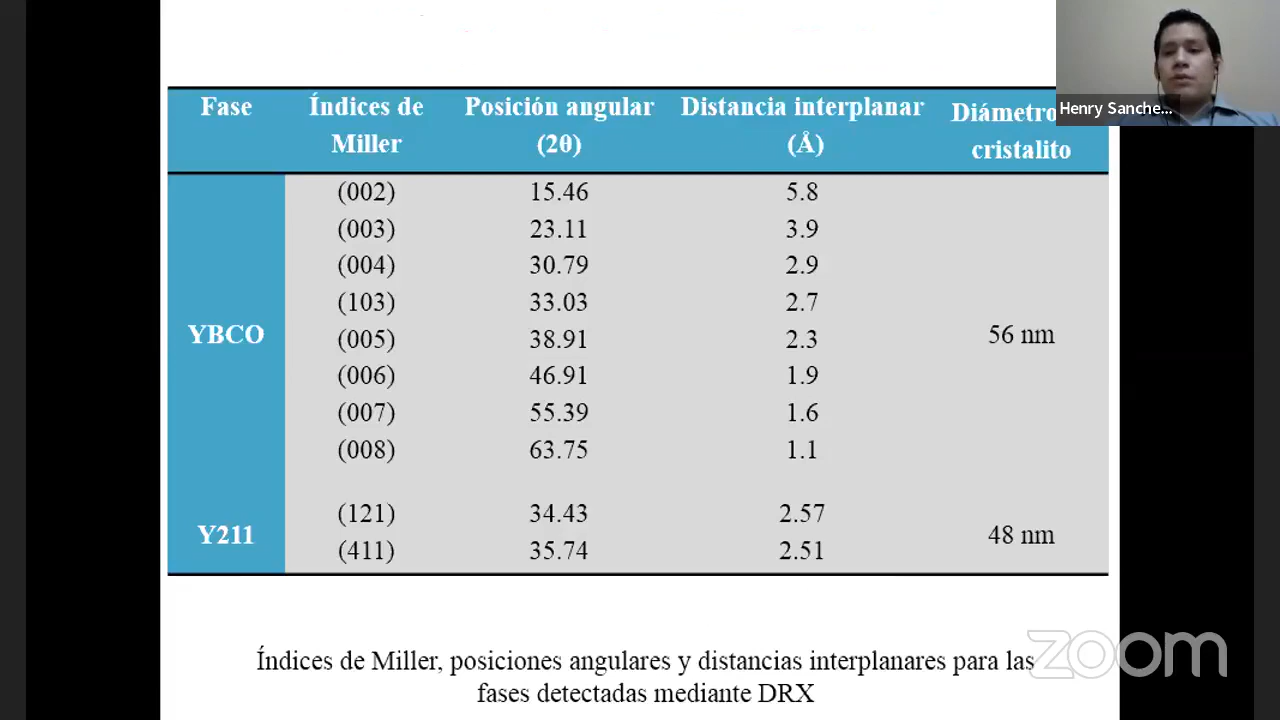 Fase Índices de Posición angular Distancia interplanar Diámetro
Miller (2θ) (Å) cristalito
Henry Sanche...
(002) 15.46 5.8
(003) 23.11 3.9
(004) 30.79 2.9
(103) 33.03 2.7
YBCO (005) 38.91 2.3 56 nm
(006) 46.91 1.9
(007) 55.39 1.6
(008) 63.75 1.1
(121) 34.43 2.57
Y211 48 nm
(411) 35.74 2.51
zoom
Índices de Miller, posiciones angulares y distancias interplanares para las
fases detectadas mediante DRX